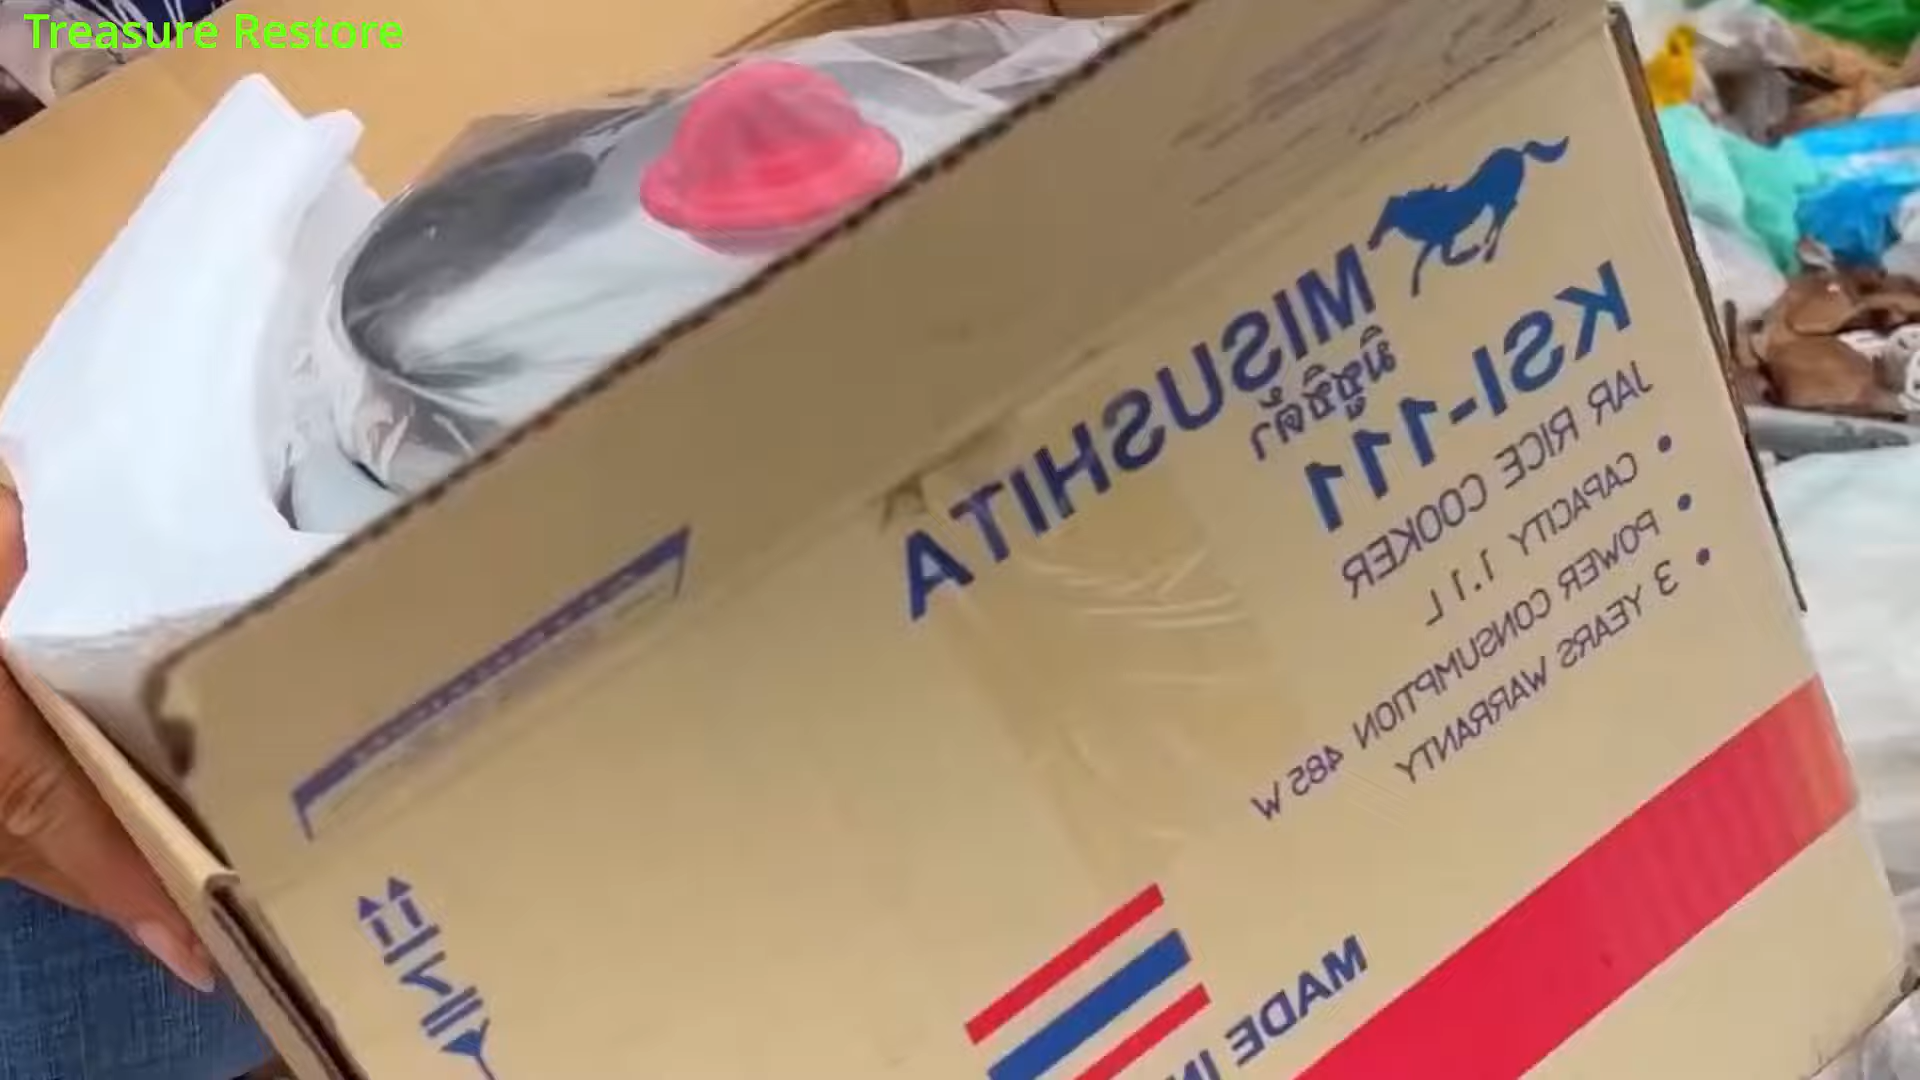 Treasure Restore
MISUSHITA
มิซูชิต้า
KSI-111
JAR RICE COOKER
• CAPACITY 1.1 L
• POWER CONSUMPTION 485 W
• 3 YEARS WARRANTY
MADE IN